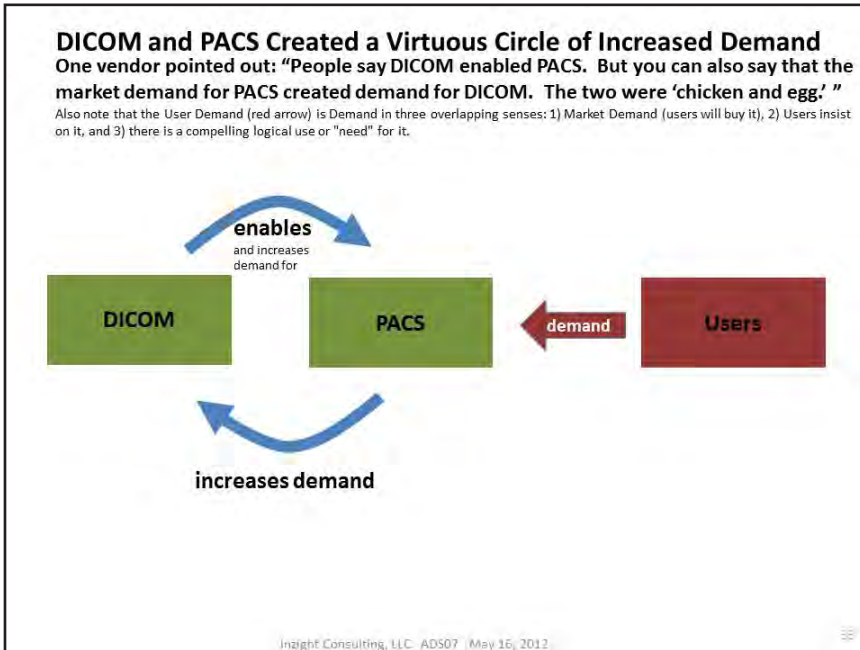 DICOM and PACS Created a Virtuous Circle of Increased Demand
One vendor pointed out: “People say DICOM enabled PACS. But you can also say that the
market demand for PACS created demand for DICOM. The two were ‘chicken and egg.’ ”
Also note that the User Demand (red arrow) is Demand in three overlapping senses: 1) Market Demand (users will buy it), 2) Users insist
on it, and 3) there is a compelling logical use or "need" for it.
enables
and increases
demand for
DICOM
PACS
demand
Users
increases demand
Inzight Consulting, LLC ADS07 May 16, 2012